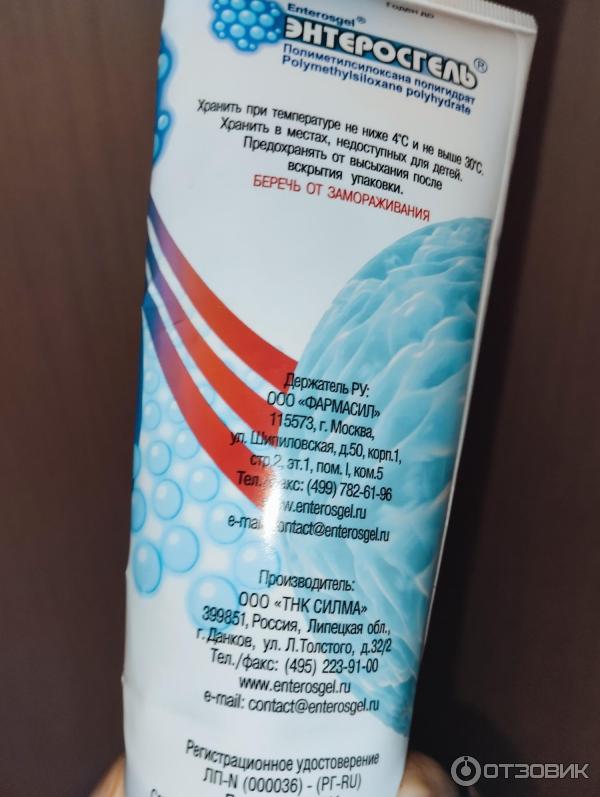 Годен до
Enterosgel®
ЭНТЕРОСГЕЛЬ®
Полиметилсилоксана полигидрат
Polymethylsiloxane polyhydrate
Хранить при температуре не ниже 4°С и не выше 30°С.
Хранить в местах, недоступных для детей.
Предохранять от высыхания после
вскрытия упаковки.
БЕРЕЧЬ ОТ ЗАМОРАЖИВАНИЯ
Держатель РУ:
ООО «ФАРМАСИЛ»
115573, г. Москва,
ул. Шипиловская, д.50, корп.1,
стр.2, эт.1, пом. I, ком.5
Тел./факс: (499) 782-61-96
www.enterosgel.ru
e-mail: contact@enterosgel.ru
Производитель:
ООО «ТНК СИЛМА»
399851, Россия, Липецкая обл.,
г. Данков, ул. Л.Толстого, д.32/2
Тел./факс: (495) 223-91-00
www.enterosgel.ru
e-mail: contact@enterosgel.ru
Регистрационное удостоверение
ЛП-N (000036) - (РГ-RU)
ОТЗОВИК